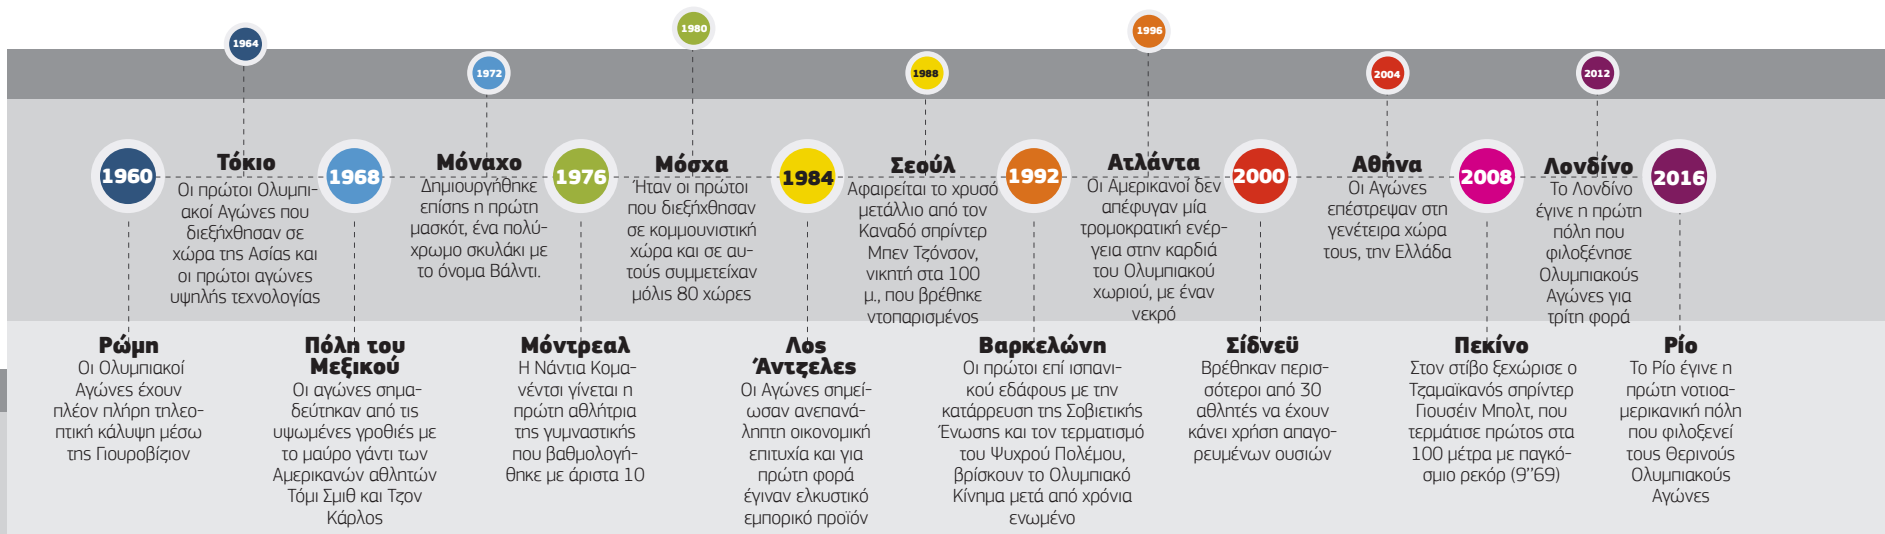 1960
Ρώμη
Οι Ολυμπιακοί
Αγώνες έχουν
πλέον πλήρη τηλεο-
πτική κάλυψη μέσω
της Γιουροβίζιον
1964
Τόκιο
Οι πρώτοι Ολυμπι-
ακοί Αγώνες που
διεξήχθησαν σε
χώρα της Ασίας και
οι πρώτοι αγώνες
υψηλής τεχνολογίας
1968
Πόλη του
Μεξικού
Οι αγώνες σημα-
δεύτηκαν από τις
υψωμένες γροθιές με
το μαύρο γάντι των
Αμερικανών αθλητών
Τόμι Σμιθ και Τζον
Κάρλος
1972
Μόναχο
Δημιουργήθηκε
επίσης η πρώτη
μασκότ, ένα πολύ-
χρωμο σκυλάκι με
το όνομα Βάλντι.
1976
Μόντρεαλ
Η Νάντια Κομα-
νέντσι γίνεται η
πρώτη αθλήτρια
της γυμναστικής
που βαθμολογή-
θηκε με άριστα 10
1980
Μόσχα
Ήταν οι πρώτοι
που διεξήχθησαν
σε κομμουνιστική
χώρα και σε αυ-
τούς συμμετείχαν
μόλις 80 χώρες
1984
Λος
Άντζελες
Οι Αγώνες σημεί-
ωσαν ανεπανά-
ληπτη οικονομική
επιτυχία και για
πρώτη φορά
έγιναν ελκυστικό
εμπορικό προϊόν
1988
Σεούλ
Αφαιρείται το χρυσό
μετάλλιο από τον
Καναδό σπρίντερ
Μπεν Τζόνσον,
νικητή στα 100
μ., που βρέθηκε
ντοπαρισμένος
1992
Βαρκελώνη
Οι πρώτοι επί ισπανι-
κού εδάφους με την
κατάρρευση της Σοβιετικής
Ένωσης και τον τερματισμό
του Ψυχρού Πολέμου,
βρίσκουν το Ολυμπιακό
Κίνημα μετά από χρόνια
ενωμένο
1996
Ατλάντα
Οι Αμερικανοί δεν
απέφυγαν μία
τρομοκρατική ενέρ-
γεια στην καρδιά
του Ολυμπιακού
χωριού, με έναν
νεκρό
2000
Σίδνεϋ
Βρέθηκαν περισ-
σότεροι από 30
αθλητές να έχουν
κάνει χρήση απαγο-
ρευμένων ουσιών
2004
Αθήνα
Οι Αγώνες
επέστρεψαν στη
γενέτειρα χώρα
τους, την Ελλάδα
2008
Πεκίνο
Στον στίβο ξεχώρισε ο
Τζαμαϊκανός σπρίντερ
Γιουσέιν Μπολτ, που
τερμάτισε πρώτος στα
100 μέτρα με παγκό-
σμιο ρεκόρ (9’’69)
2012
Λονδίνο
Το Λονδίνο
έγινε η πρώτη
πόλη που
φιλοξένησε
Ολυμπιακούς
Αγώνες για
τρίτη φορά
2016
Ρίο
Το Ρίο έγινε η
πρώτη νοτιοα-
μερικανική πόλη
που φιλοξενεί
τους Θερινούς
Ολυμπιακούς
Αγώνες